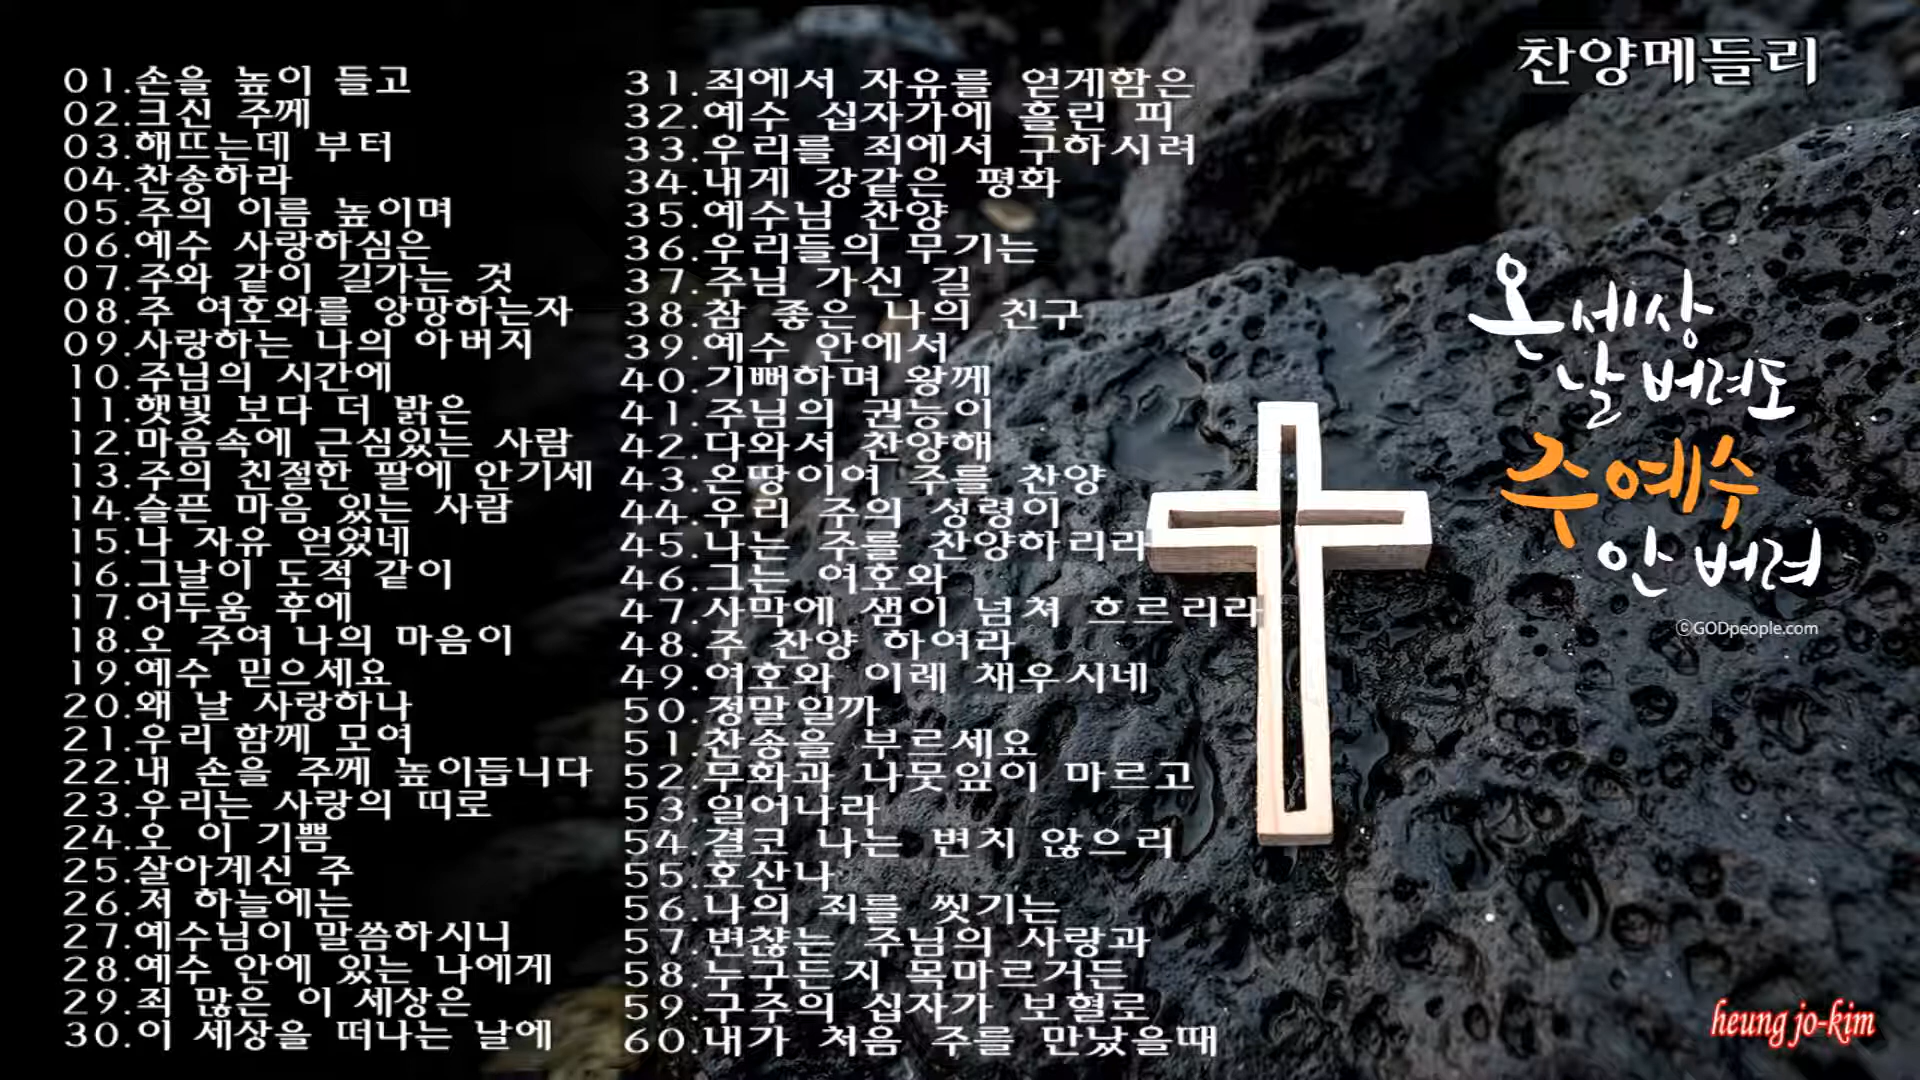 01.손을 높이 들고
02.크신 주께
03.해뜨는데 부터
04.찬송하라
05.주의 이름 높이며
06.예수 사랑하심은
07.주와 같이 길가는 것
08.주 여호와를 앙망하는자
09.사랑하는 나의 아버지
10.주님의 시간에
11.햇빛 보다 더 밝은
12.마음속에 근심있는 사람
13.주의 친절한 팔에 안기세
14.슬픈 마음 있는 사람
15.나 자유 얻었네
16.그날이 도적 같이
17.어두움 후에
18.오 주여 나의 마음이
19.예수 믿으세요
20.왜 날 사랑하나
21.우리 함께 모여
22.내 손을 주께 높이듭니다
23.우리는 사랑의 띠로
24.오 이 기쁨
25.살아계신 주
26.저 하늘에는
27.예수님이 말씀하시니
28.예수 안에 있는 나에게
29.죄 많은 이 세상은
30.이 세상을 떠나는 날에
31.죄에서 자유를 얻게함은
32.예수 십자가에 흘린 피
33.우리를 죄에서 구하시려
34.내게 강같은 평화
35.예수님 찬양
36.우리들의 무기는
37.주님 가신 길
38.참 좋은 나의 친구
39.예수 안에서
40.기뻐하며 왕께
41.주님의 권능이
42.다와서 찬양해
43.온땅이여 주를 찬양
44.우리 주의 성령이
45.나는 주를 찬양하리라
46.그는 여호와
47.사막에 샘이 넘쳐 흐르리라
48.주 찬양 하여라
49.여호와 이레 채우시네
50.정말일까
51.찬송을 부르세요
52.무화과 나뭇잎이 마르고
53.일어나라
54.결코 나는 변치 않으리
55.호산나
56.나의 죄를 씻기는
57.변찮는 주님의 사랑과
58.누구든지 목마르거든
59.구주의 십자가 보혈로
60.내가 처음 주를 만났을때
찬양메들리
온 세상
날 버려도
주 예수
안 버려
ⓒGODpeople.com
heung jo-kim